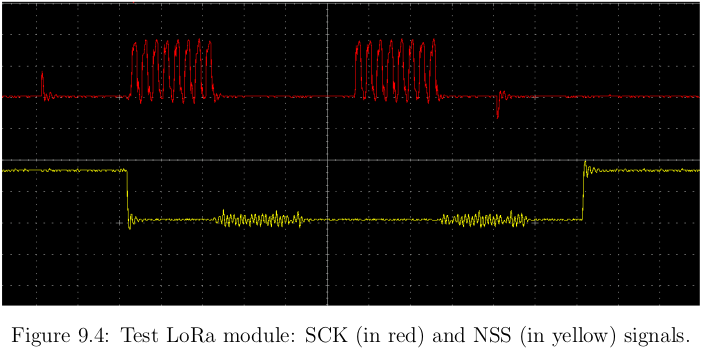 Figure 9.4: Test LoRa module: SCK (in red) and NSS (in yellow) signals.